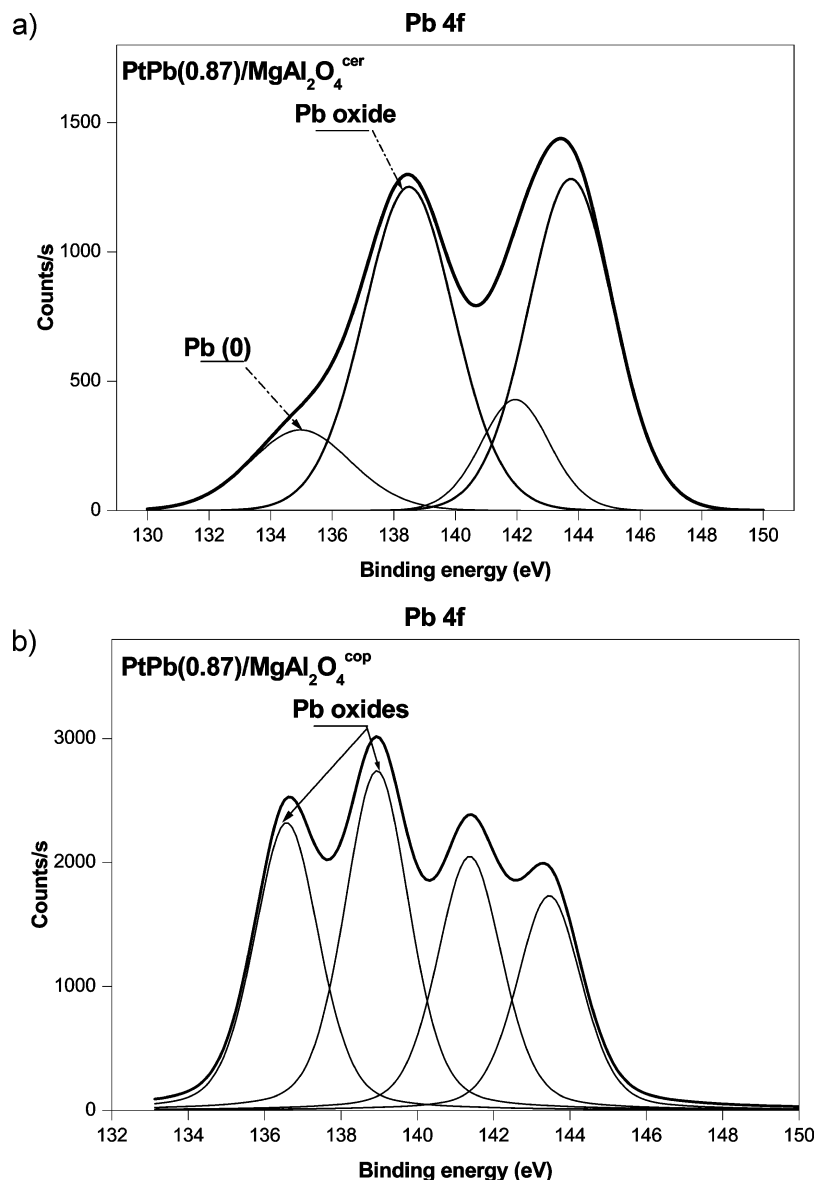 a)
Pb 4f
PtPb(0.87)/MgAl2O4cer
Pb oxide
1500
1000
Counts/s
Pb (0)
500
0
130 132 134 136 138 140 142 144 146 148 150
Binding energy (eV)
Pb 4f
b)
PtPb(0.87)/MgAl2O4cop
Pb oxides
3000
2000
Counts/s
1000
0
132 134 136 138 140 142 144 146 148 150
Binding energy (eV)